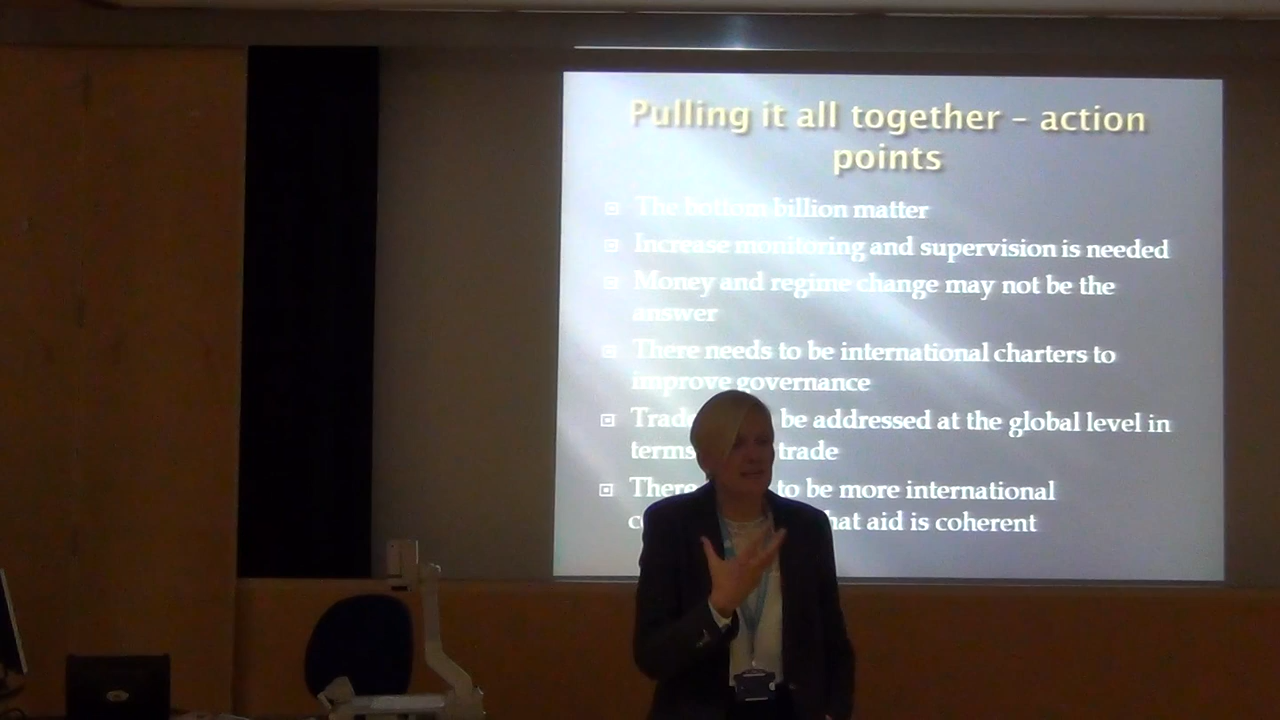 Pulling it all together – action
points
The bottom billion matter
Increase monitoring and supervision is needed
Money and regime change may not be the
answer
There needs to be international charters to
improve governance
Trade be addressed at the global level in
terms trade
There to be more international
that aid is coherent